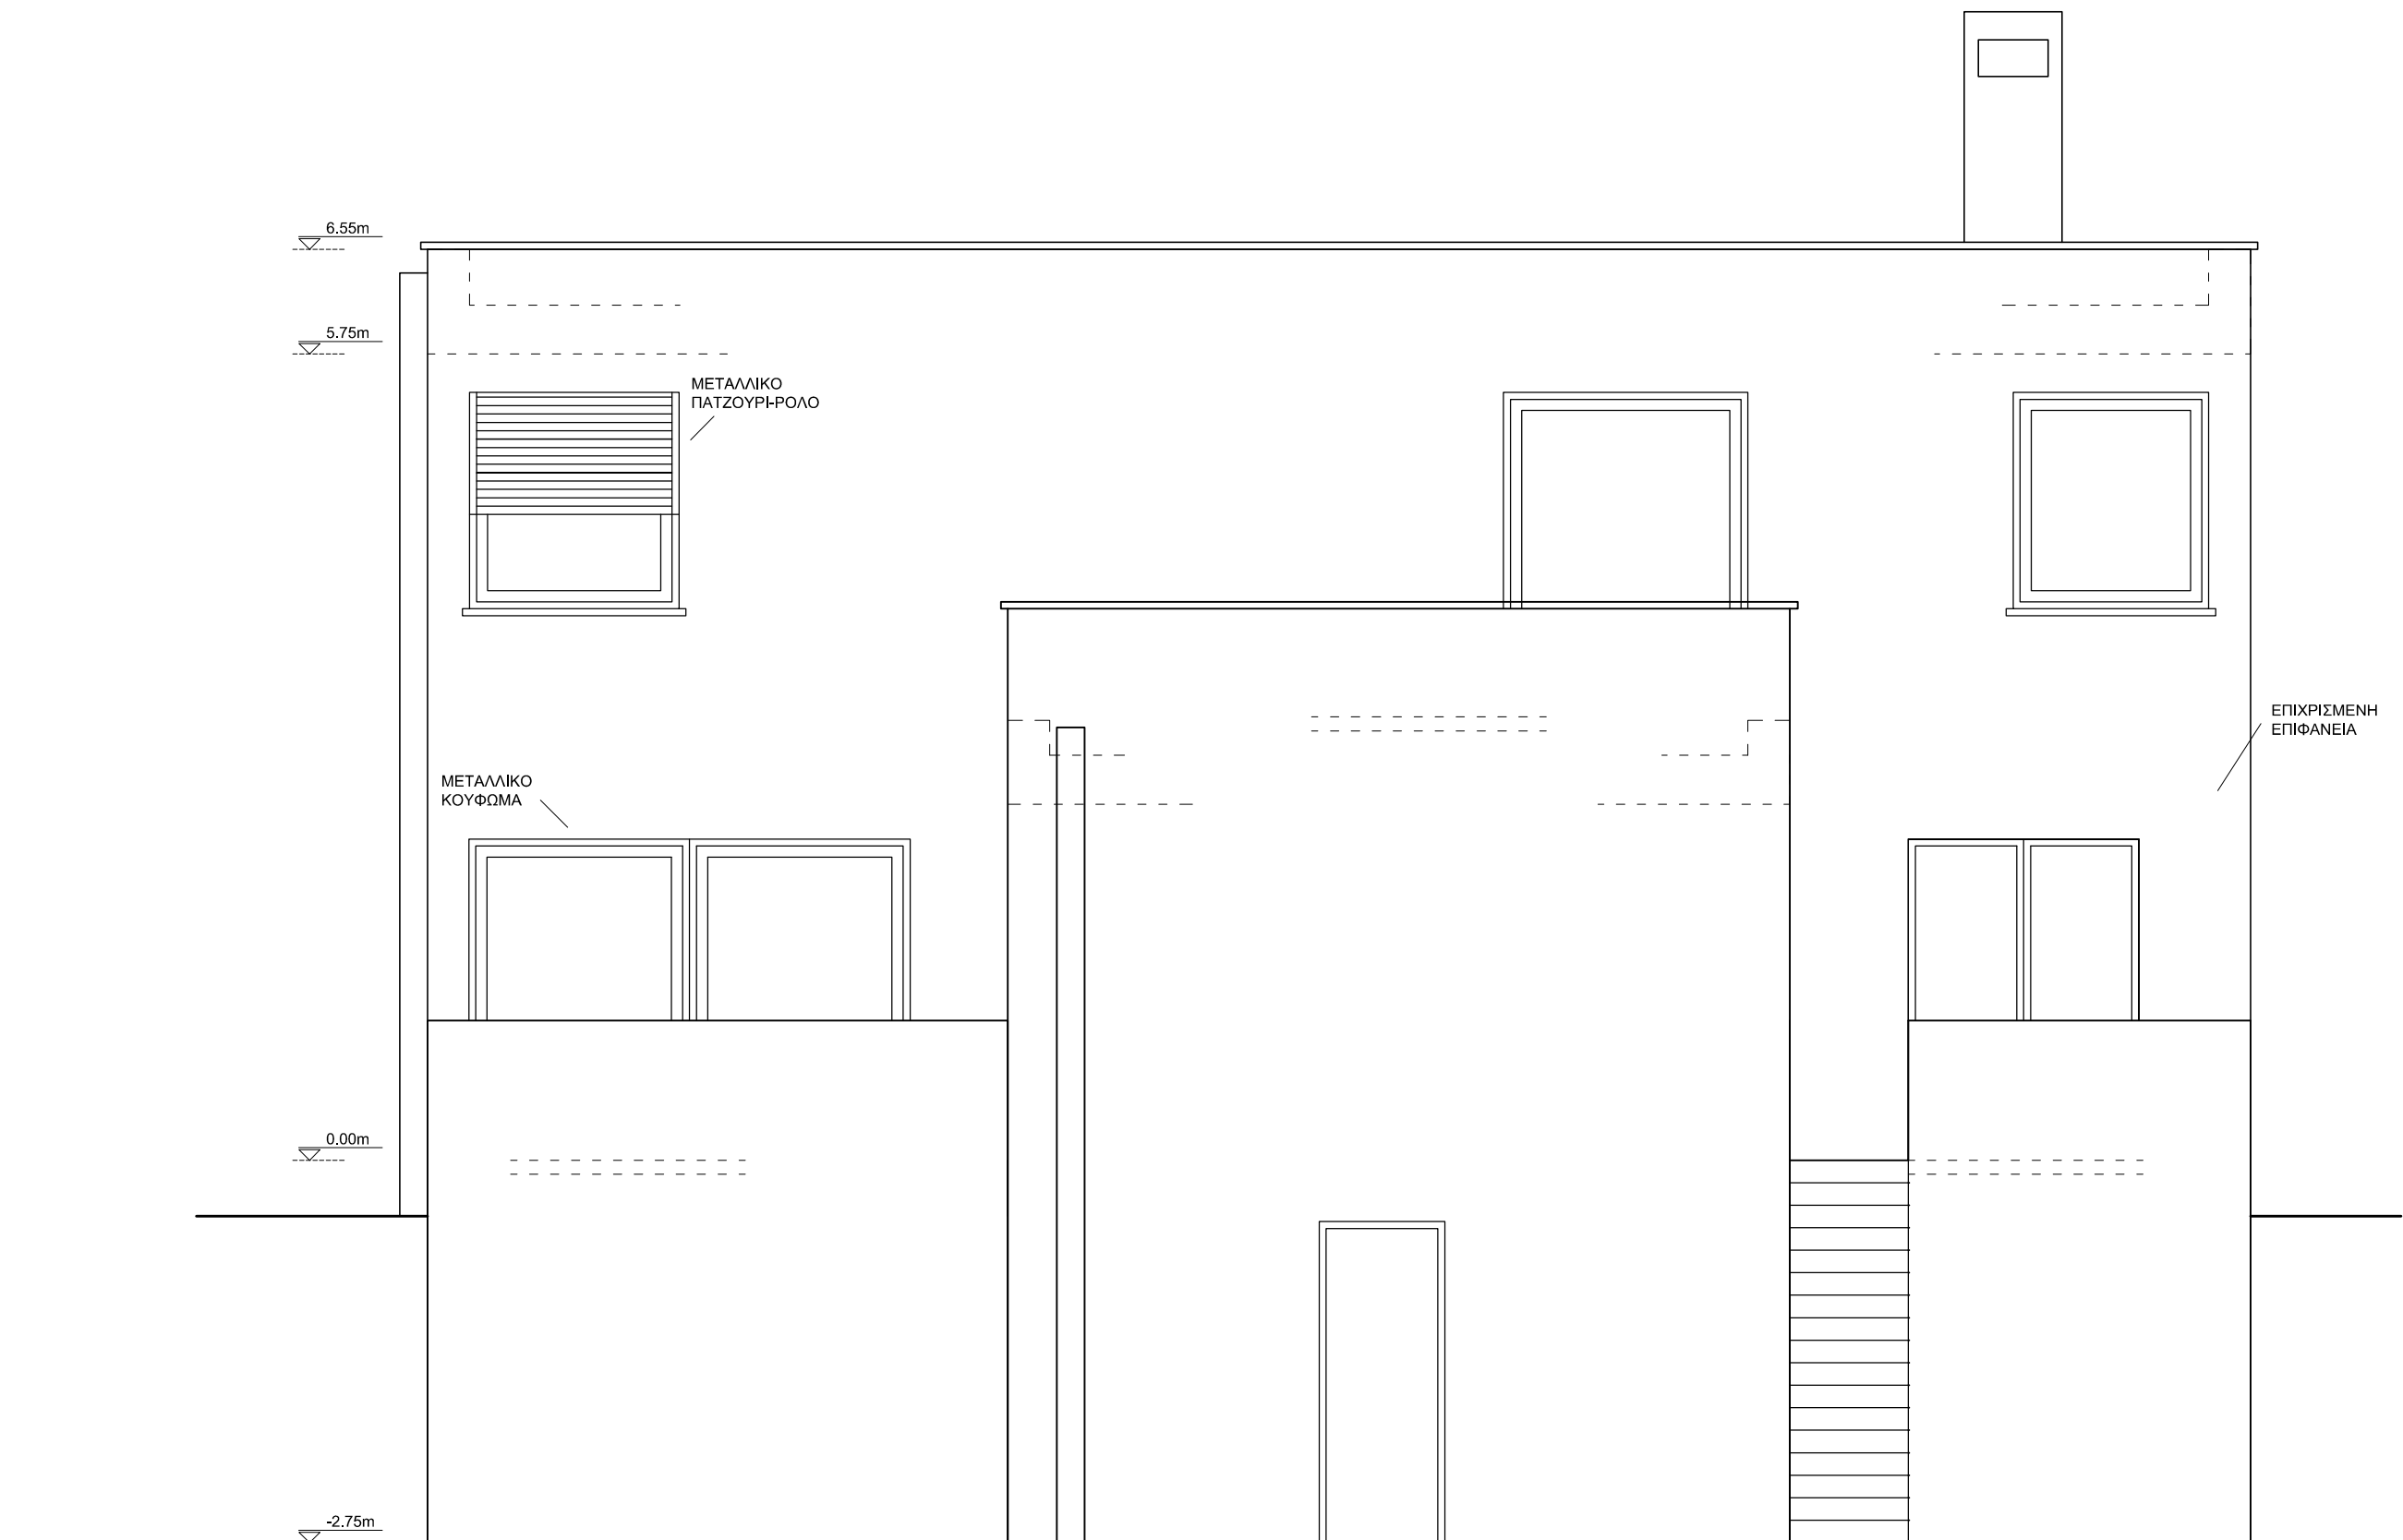 6.55m
5.75m
ΜΕΤΑΛΛΙΚΟ
ΠΑΤΖΟΥΡΙ-ΡΟΛΟ
ΕΠΙΧΡΙΣΜΕΝΗ
ΕΠΙΦΑΝΕΙΑ
ΜΕΤΑΛΛΙΚΟ
ΚΟΥΦΩΜΑ
0.00m
-2.75m